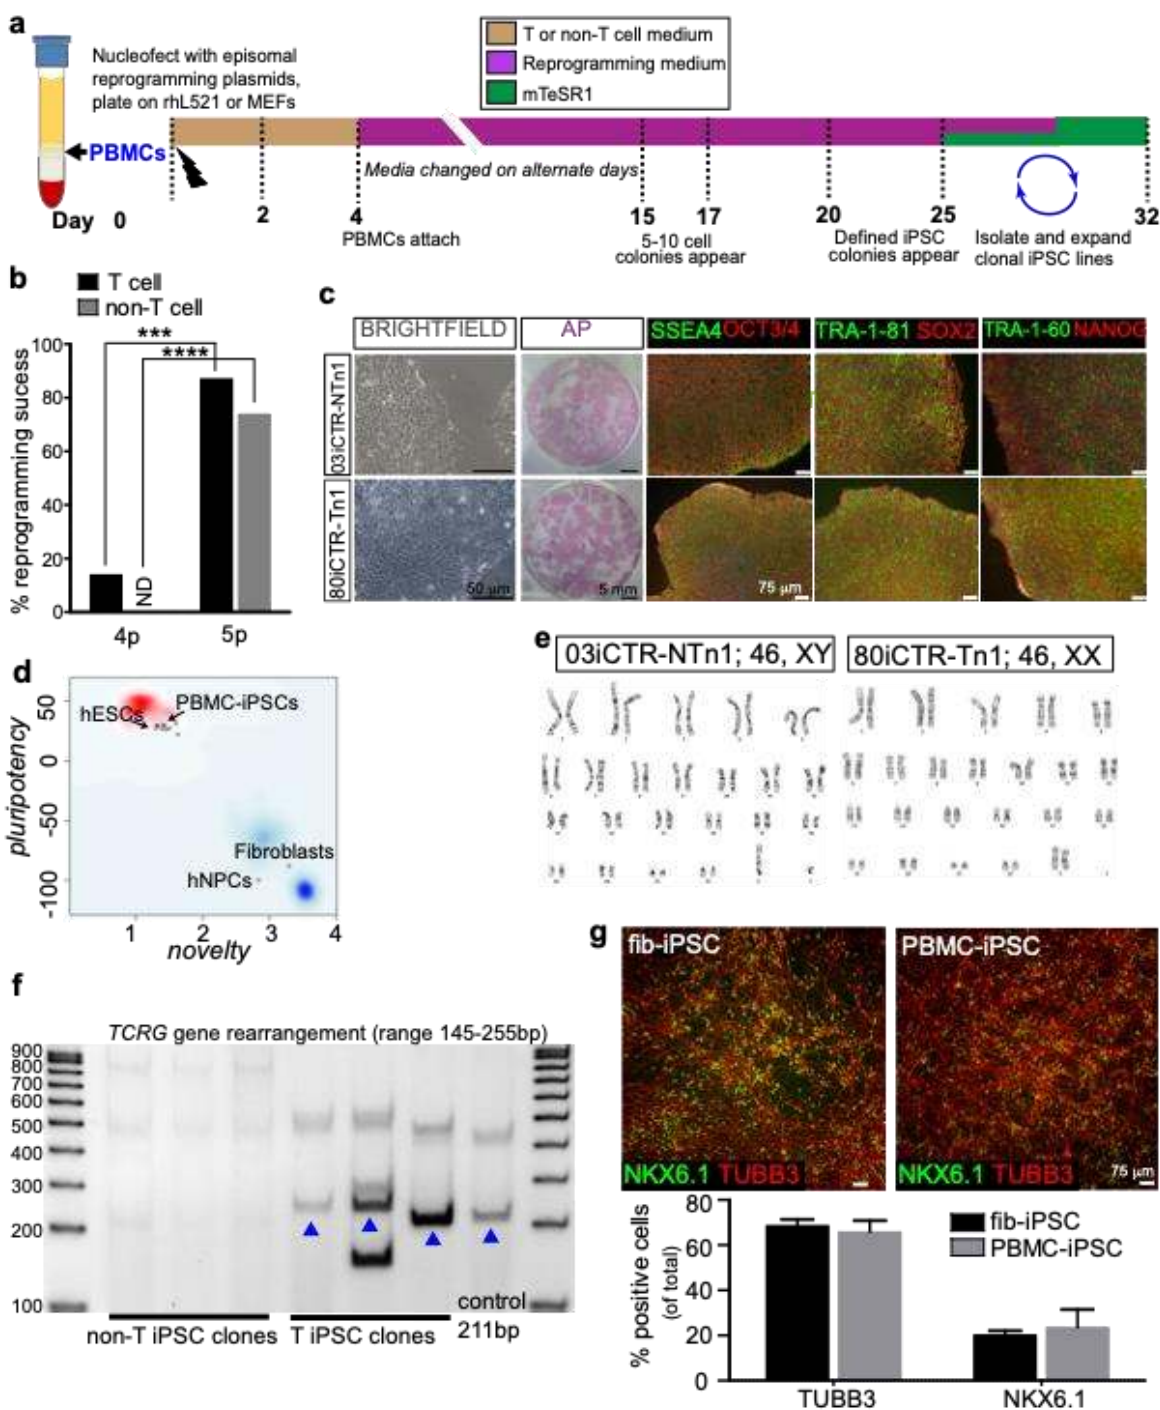 a
Nucleofect with episomal
reprogramming plasmids,
plate on rhL521 or MEFs
T or non-T cell medium
Reprogramming medium
mTeSR1
PBMCs
Media changed on alternate days
Day 0 2 4 15 17 20 25 32
PBMCs attach
5-10 cell
colonies appear
Defined iPSC
colonies appear
Isolate and expand
clonal iPSC lines
b
T cell
non-T cell
% reprogramming sucess
100
80
60
40
20
0
***
****
ND
4p 5p
c
BRIGHTFIELD AP SSEA4 OCT3/4 TRA-1-81 SOX2 TRA-1-60 NANOG
03iCTR-NTn1
80iCTR-Tn1
50 µm 5 mm 75 µm
d
pluripotency
50
0
-50
-100
hESCs
PBMC-iPSCs
Fibroblasts
hNPCs
1 2 3 4
novelty
e
03iCTR-NTn1; 46, XY 80iCTR-Tn1; 46, XX
f
TCRG gene rearrangement (range 145-255bp)
900
800
700
600
500
400
300
200
100
non-T iPSC clones T iPSC clones
control
211bp
g
fib-iPSC PBMC-iPSC
NKX6.1 TUBB3 NKX6.1 TUBB3 75 µm
% positive cells
(of total)
80
60
40
20
0
fib-iPSC
PBMC-iPSC
TUBB3 NKX6.1